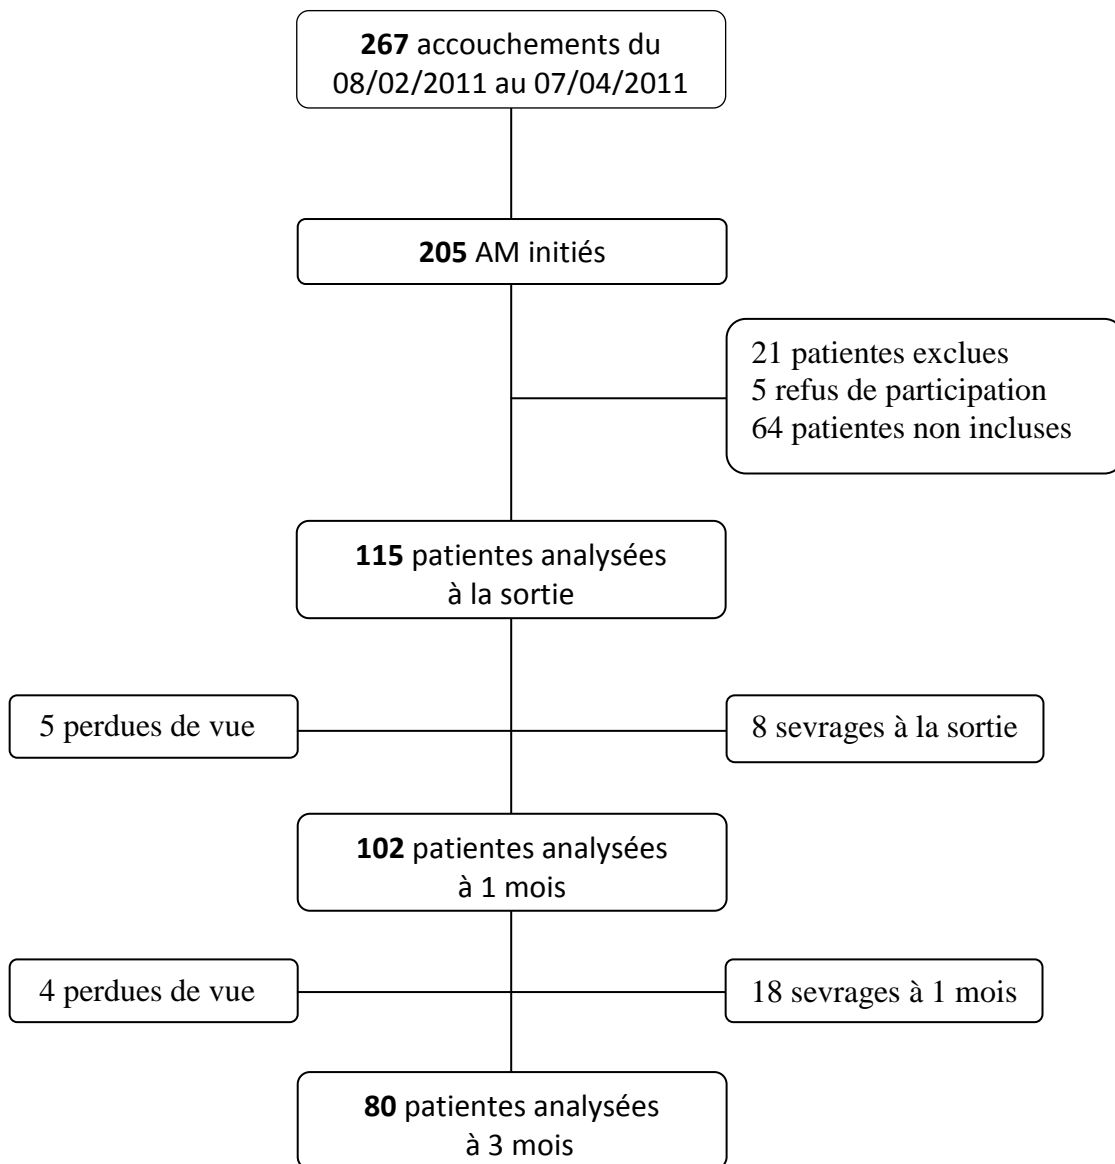 267 accouchements du
08/02/2011 au 07/04/2011
205 AM initiés
21 patientes exclues
5 refus de participation
64 patientes non incluses
115 patientes analysées
à la sortie
5 perdues de vue
8 sevrages à la sortie
102 patientes analysées
à 1 mois
4 perdues de vue
18 sevrages à 1 mois
80 patientes analysées
à 3 mois